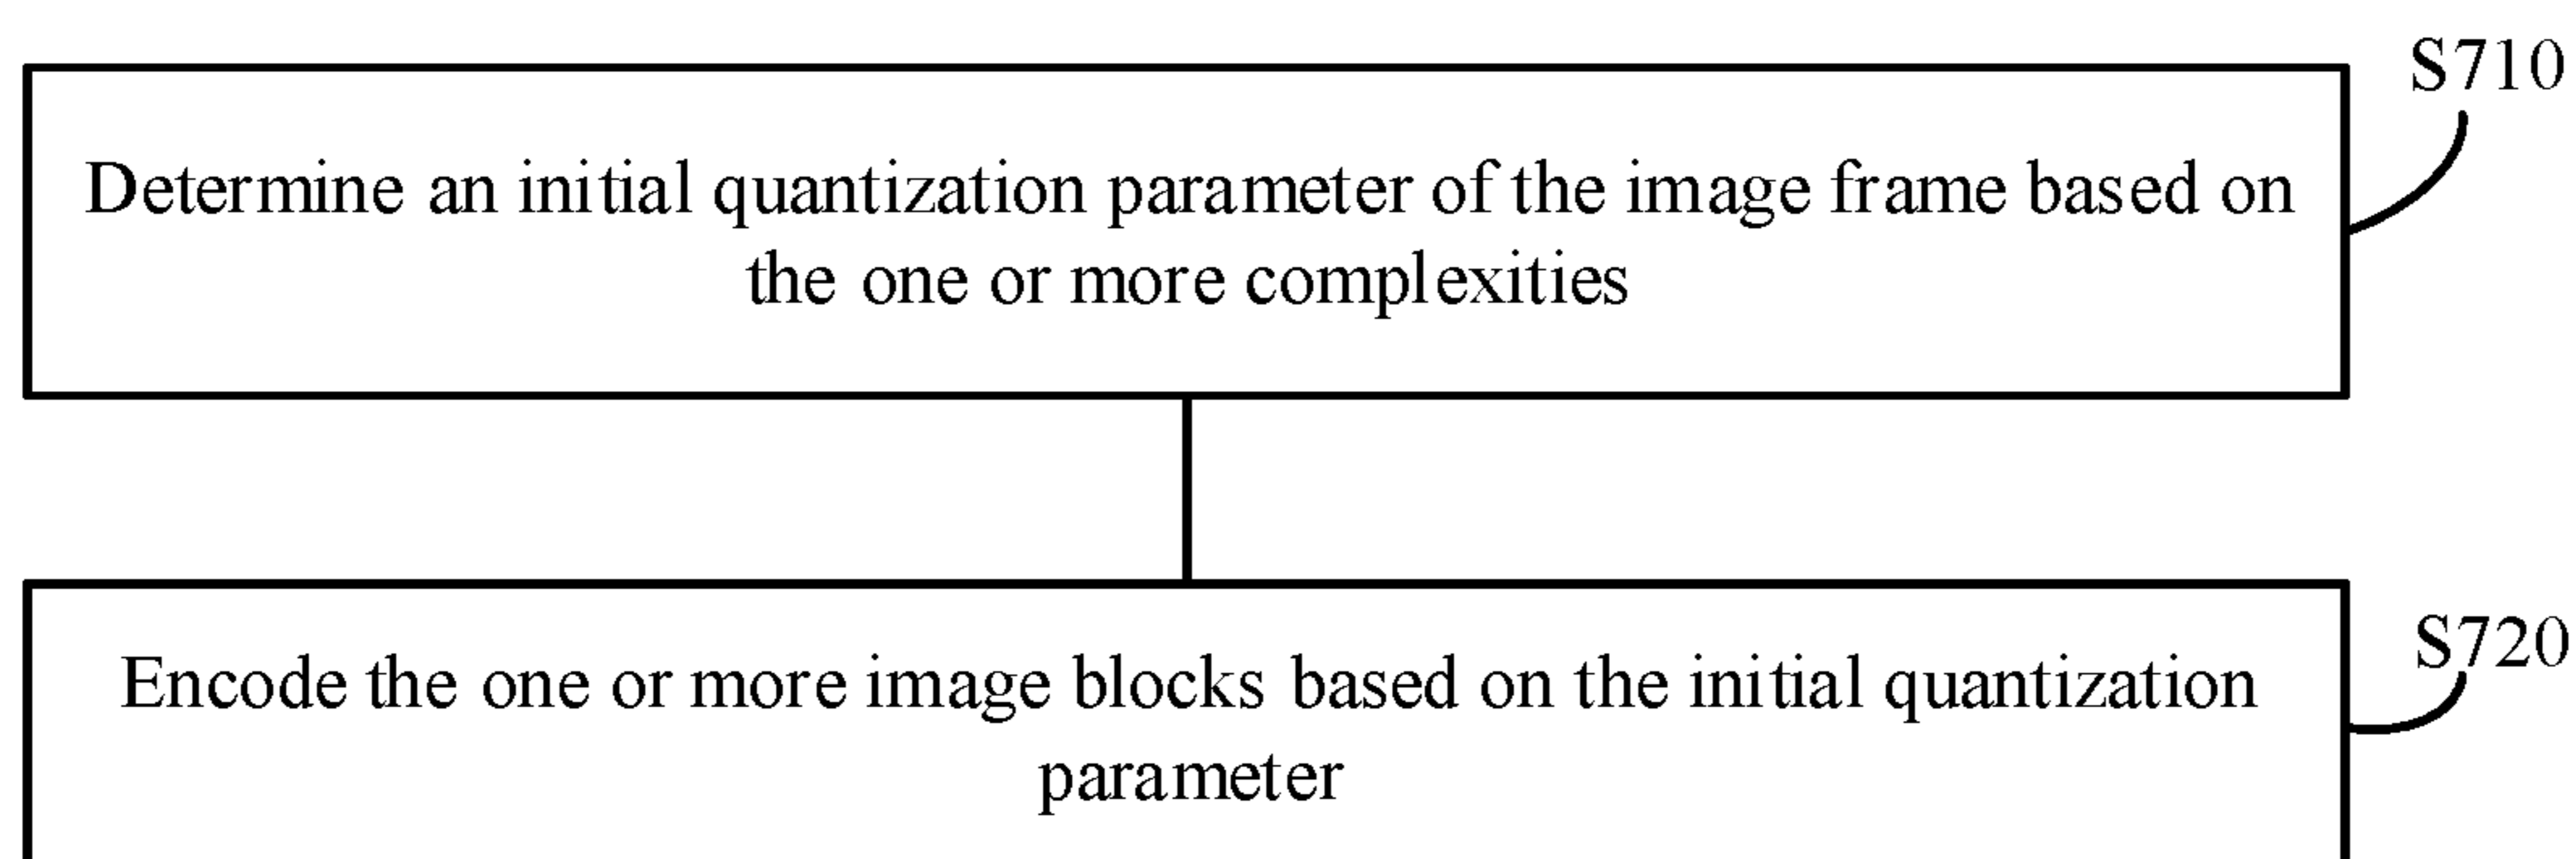 S710
Determine an initial quantization parameter of the image frame based on
the one or more complexities
S720
Encode the one or more image blocks based on the initial quantization
parameter